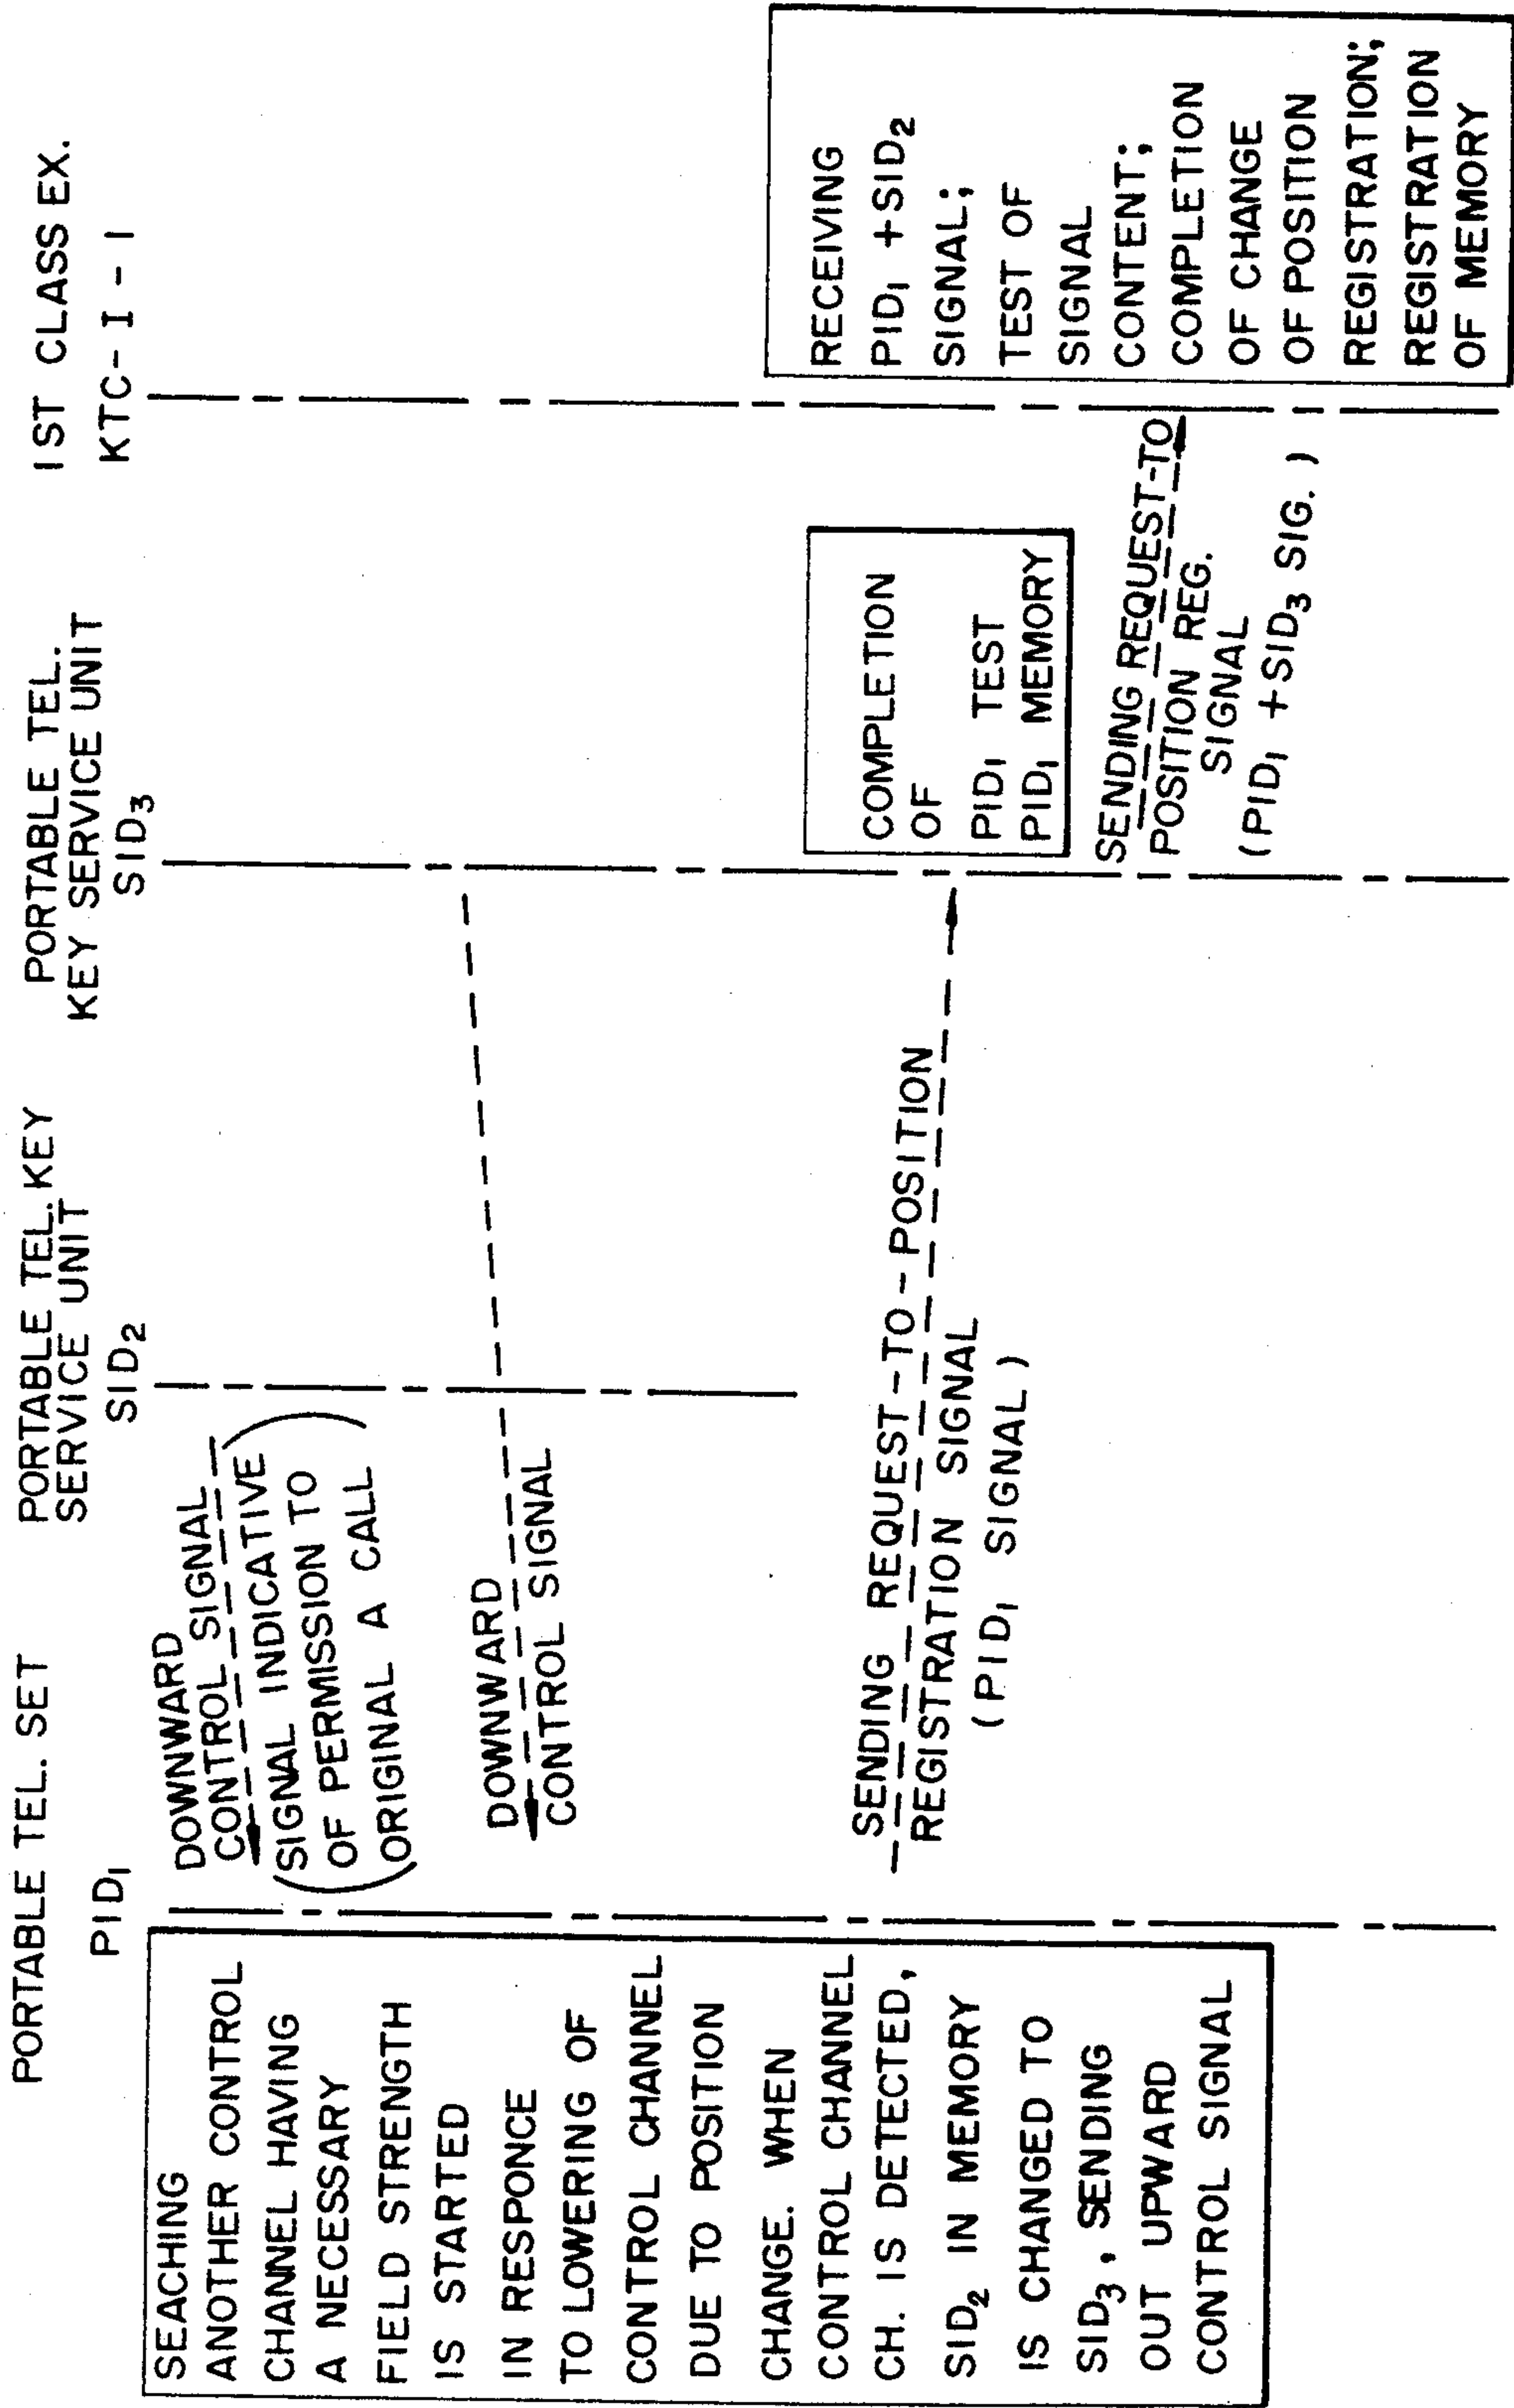 PORTABLE TEL. SET
PID₁
PORTABLE TEL. KEY
SERVICE UNIT
SID₂
PORTABLE TEL.
KEY SERVICE UNIT
SID₃
1ST CLASS EX.
KTC-I-1
SEACHING
ANOTHER CONTROL
CHANNEL HAVING
A NECESSARY
FIELD STRENGTH
IS STARTED
IN RESPONCE
TO LOWERING OF
CONTROL CHANNEL
DUE TO POSITION
CHANGE. WHEN
CONTROL CHANNEL
CH. IS DETECTED,
SID₂ IN MEMORY
IS CHANGED TO
SID₃, SENDING
OUT UPWARD
CONTROL SIGNAL
DOWNWARD
CONTROL SIGNAL
(SIGNAL INDICATIVE
OF PERMISSION TO
ORIGINAL A CALL)
DOWNWARD
CONTROL SIGNAL
SENDING REQUEST-TO-POSITION
REGISTRATION SIGNAL
(PID₁ SIGNAL)
COMPLETION
OF
PID₁ TEST
PID₁ MEMORY
SENDING REQUEST-TO
POSITION REG.
SIGNAL
(PID₁ +SID₃ SIG.)
RECEIVING
PID₁ +SID₂
SIGNAL;
TEST OF
SIGNAL
CONTENT;
COMPLETION
OF CHANGE
OF POSITION
REGISTRATION;
REGISTRATION
OF MEMORY